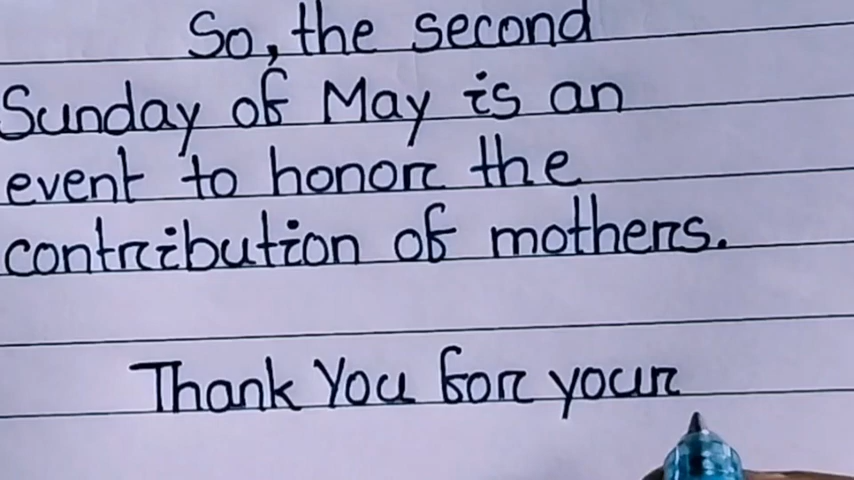 So, the second
Sunday of May is an
event to honor the
contribution of mothers.
Thank You for your